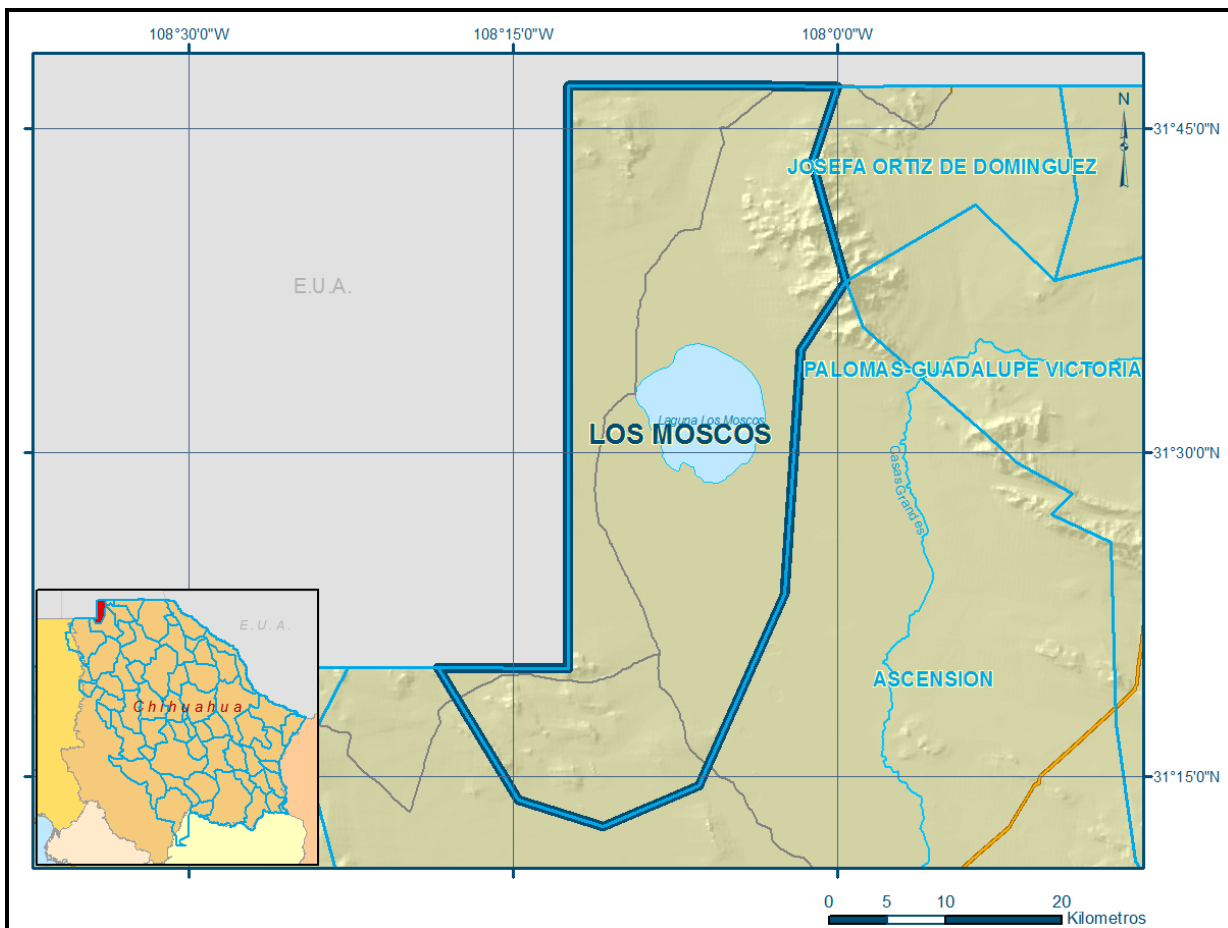 108°30'0"W
108°15'0"W
108°0'0"W
N
31°45'0"N
JOSEFA ORTIZ DE DOMINGUEZ
E.U.A.
PALOMAS-GUADALUPE VICTORIA
Laguna Los Moscos
LOS MOSCOS
31°30'0"N
Casas Grandes
E.U.A.
ASCENSION
Chihuahua
31°15'0"N
0 5 10 20
Kilometros